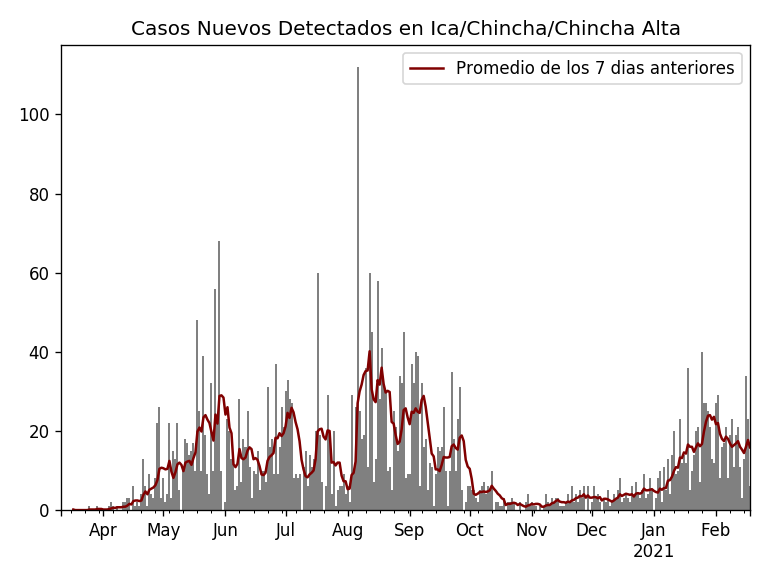 Casos Nuevos Detectados en Ica/Chincha/Chincha Alta
Promedio de los 7 dias anteriores
100
80
60
40
20
0
Apr May Jun Jul Aug Sep Oct Nov Dec Jan Feb
2021